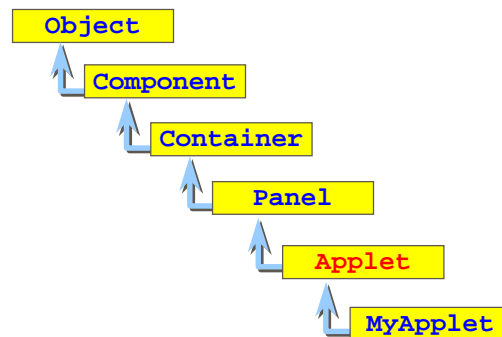 Object
Component
Container
Panel
Applet
MyApplet